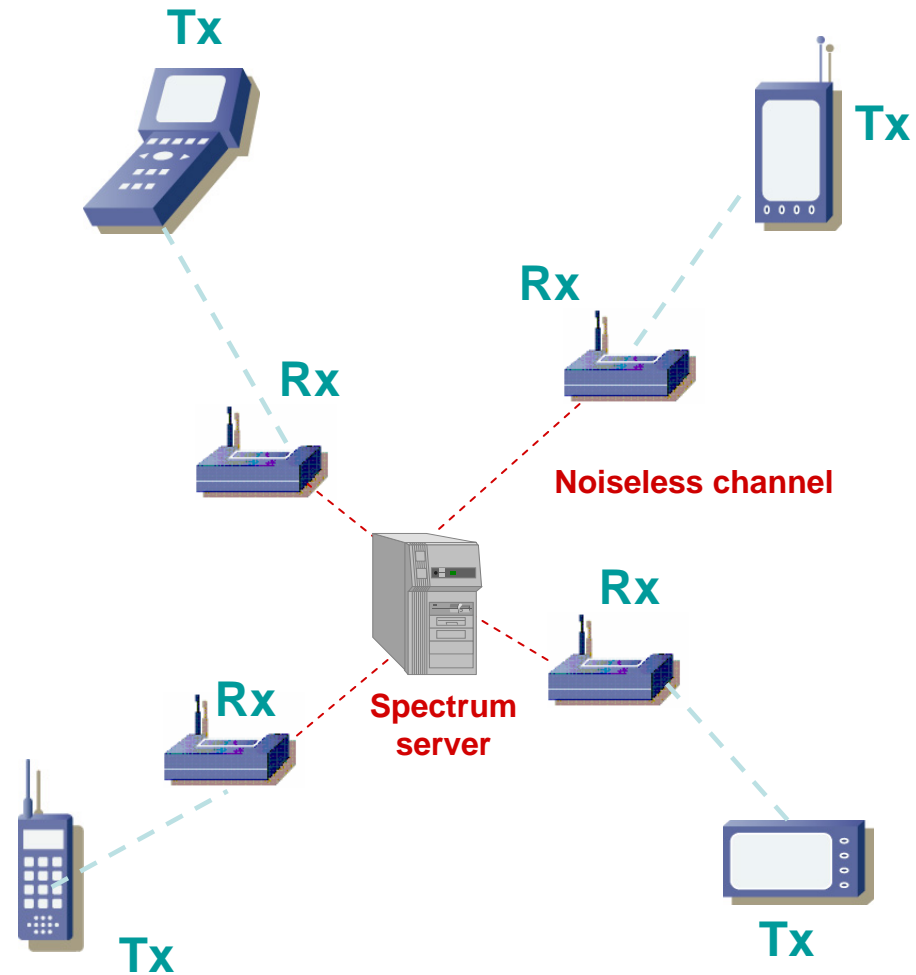 Tx
Tx
Rx
Rx
Noiseless channel
Rx
Rx
Spectrum
server
Tx
Tx